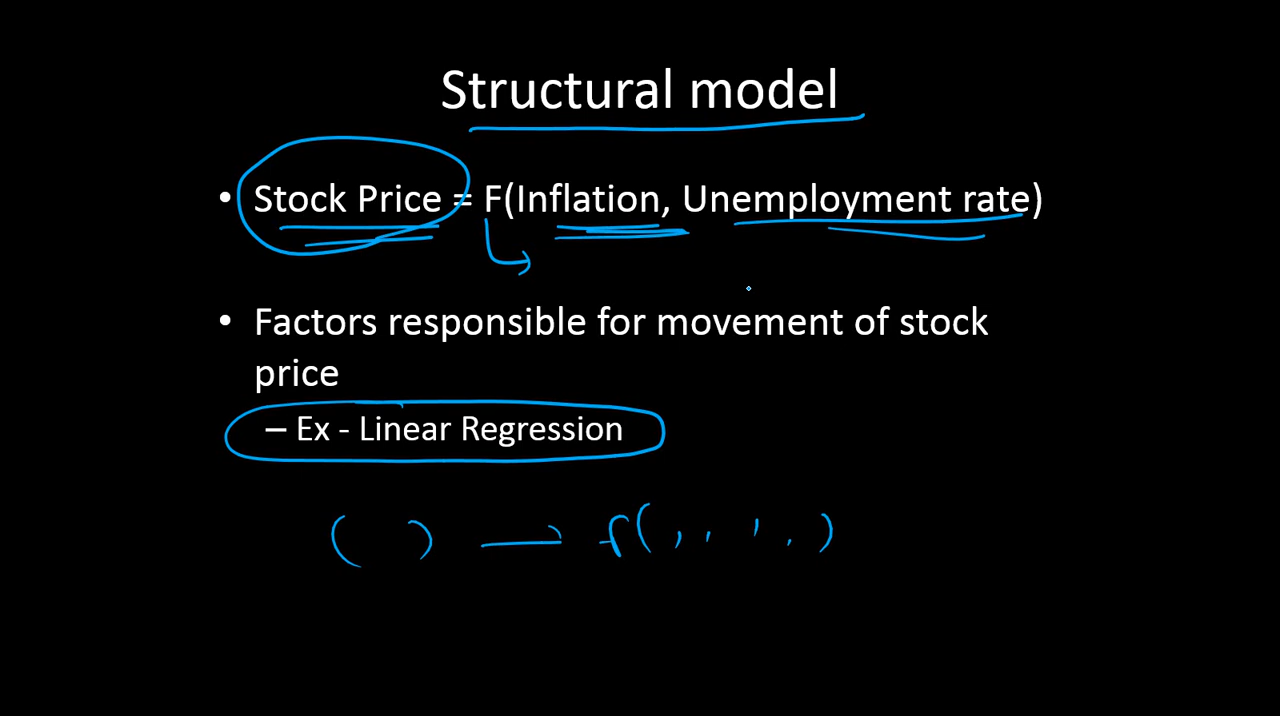 Structural model
• Stock Price = F(Inflation, Unemployment rate)
• Factors responsible for movement of stock
price
– Ex - Linear Regression
( ) → f( , , , , )